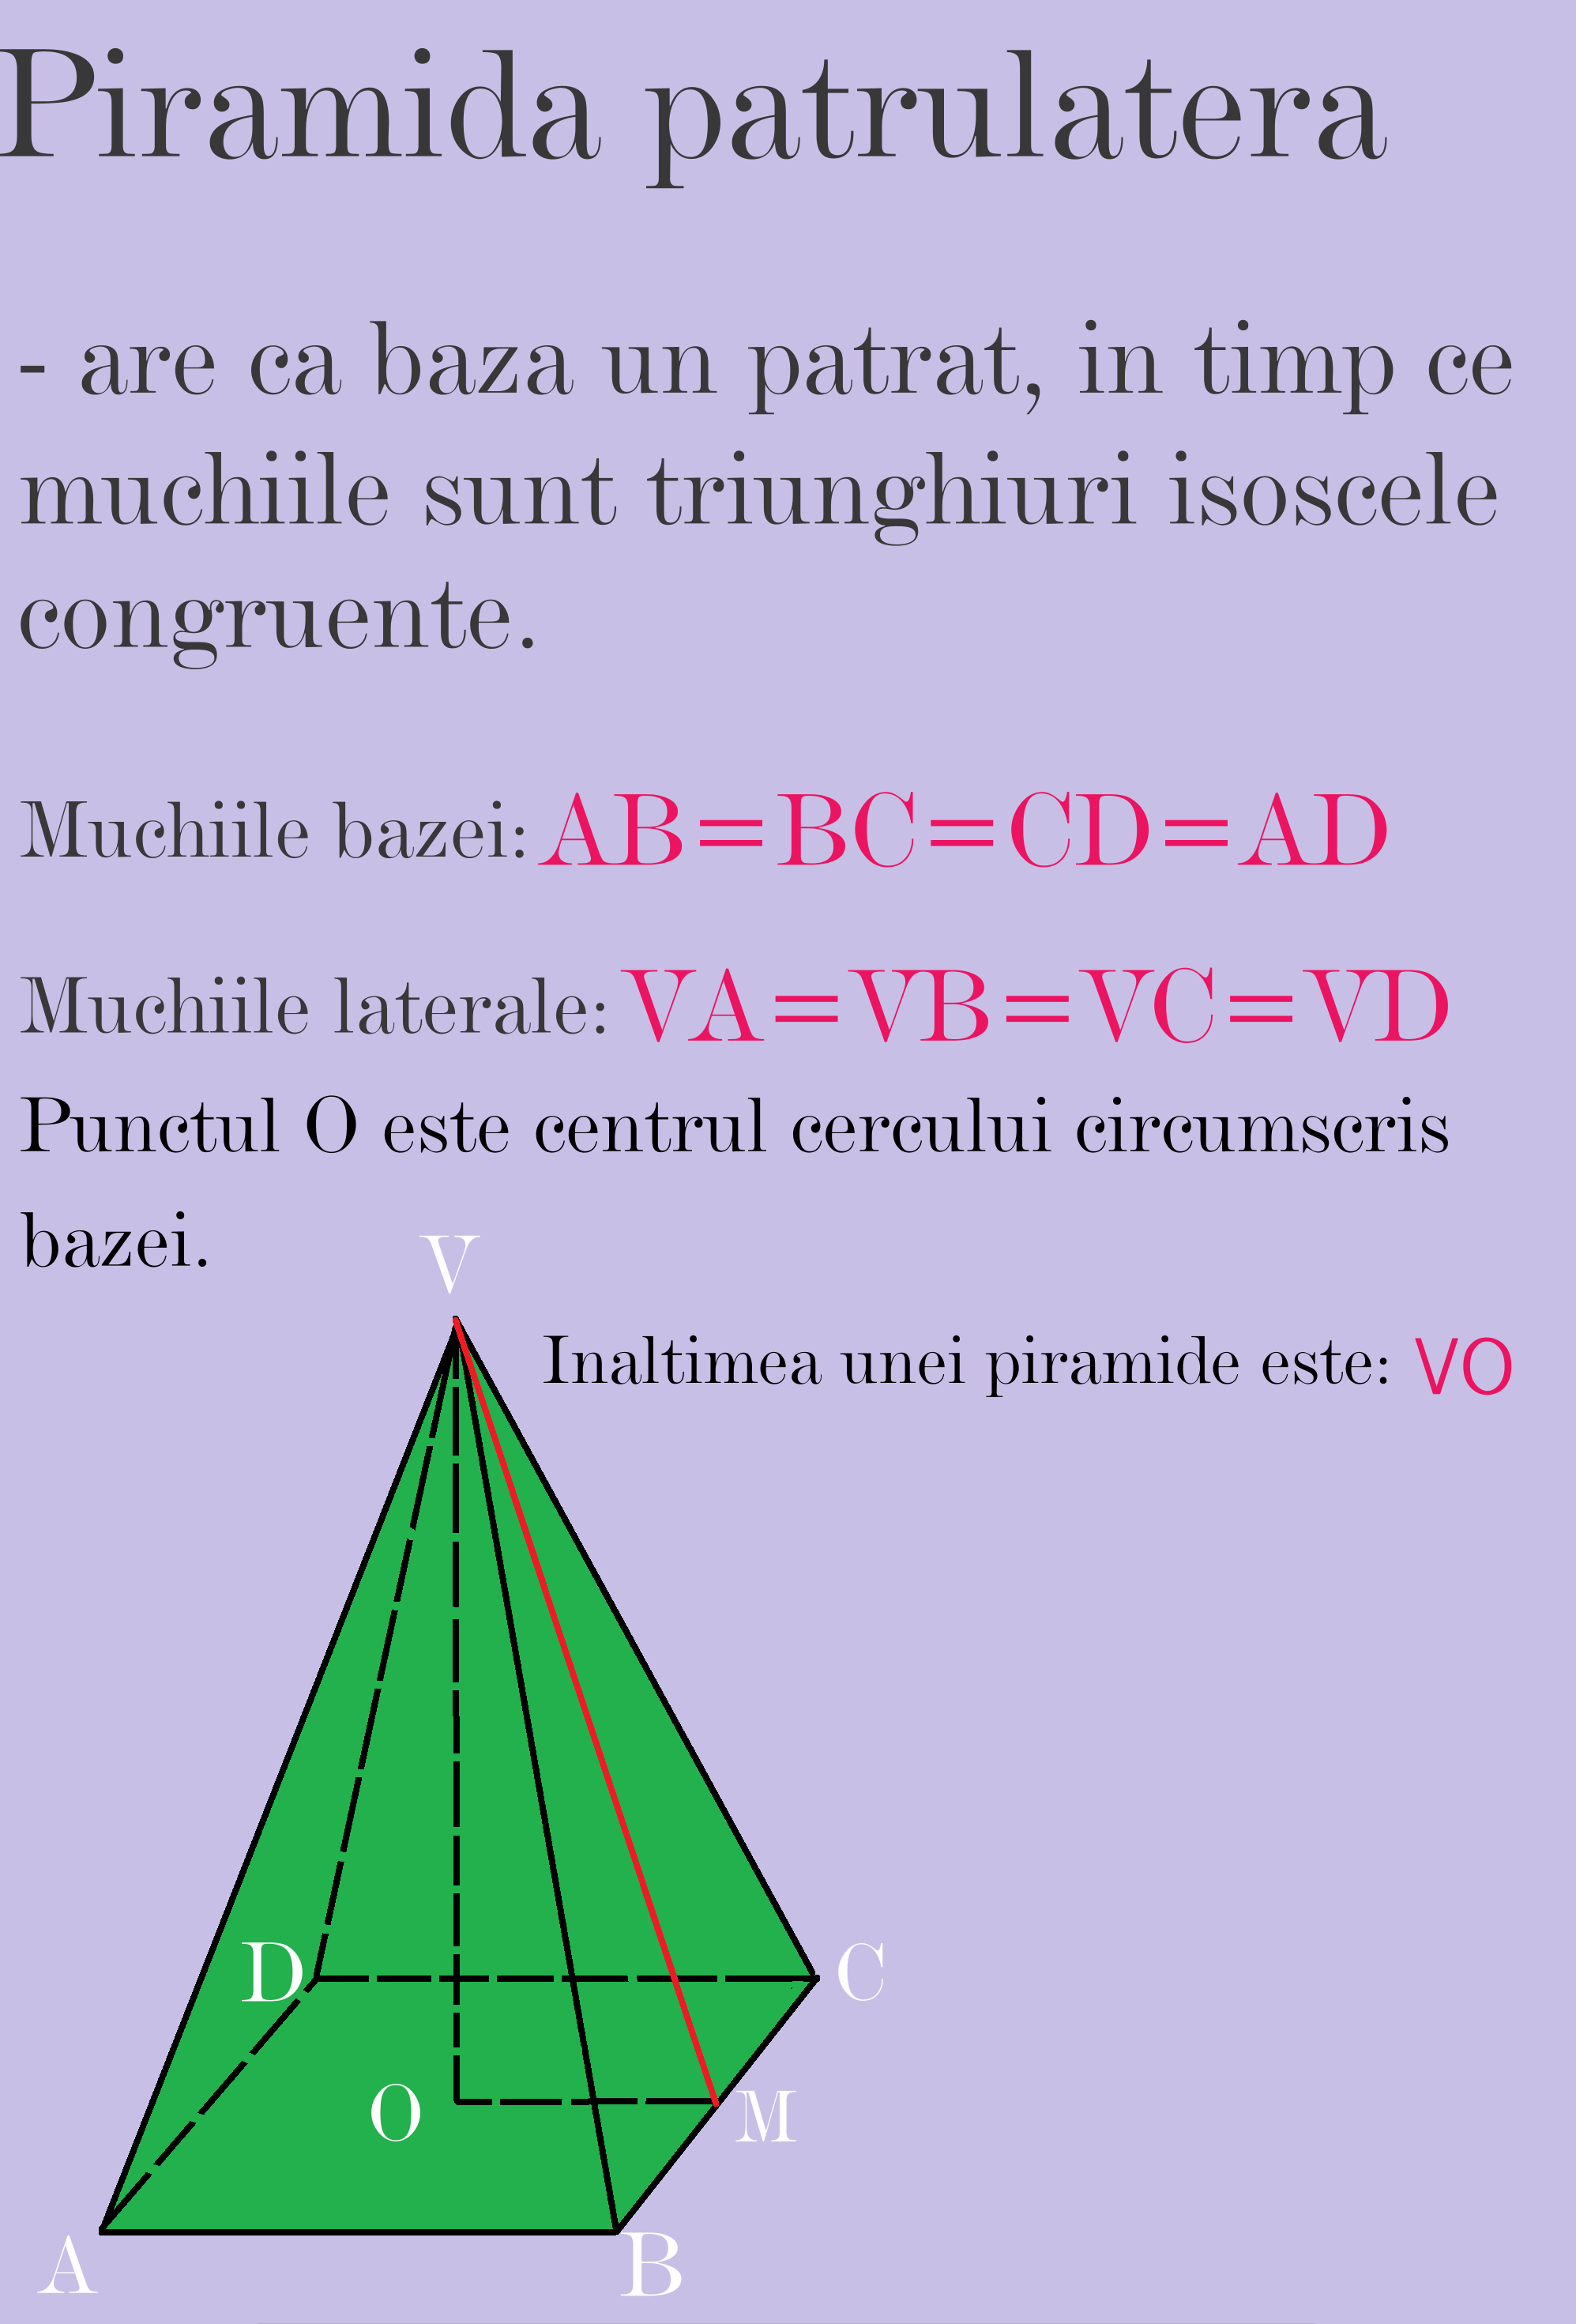 Piramida patrulatera
- are ca baza un patrat, in timp ce
muchiile sunt triunghiuri isoscele
congruente.
Muchiile bazei: AB=BC=CD=AD
Muchiile laterale: VA=VB=VC=VD
Punctul O este centrul cercului circumscris
bazei.
V
Inaltimea unei piramide este: VO
D
C
O
M
A
B